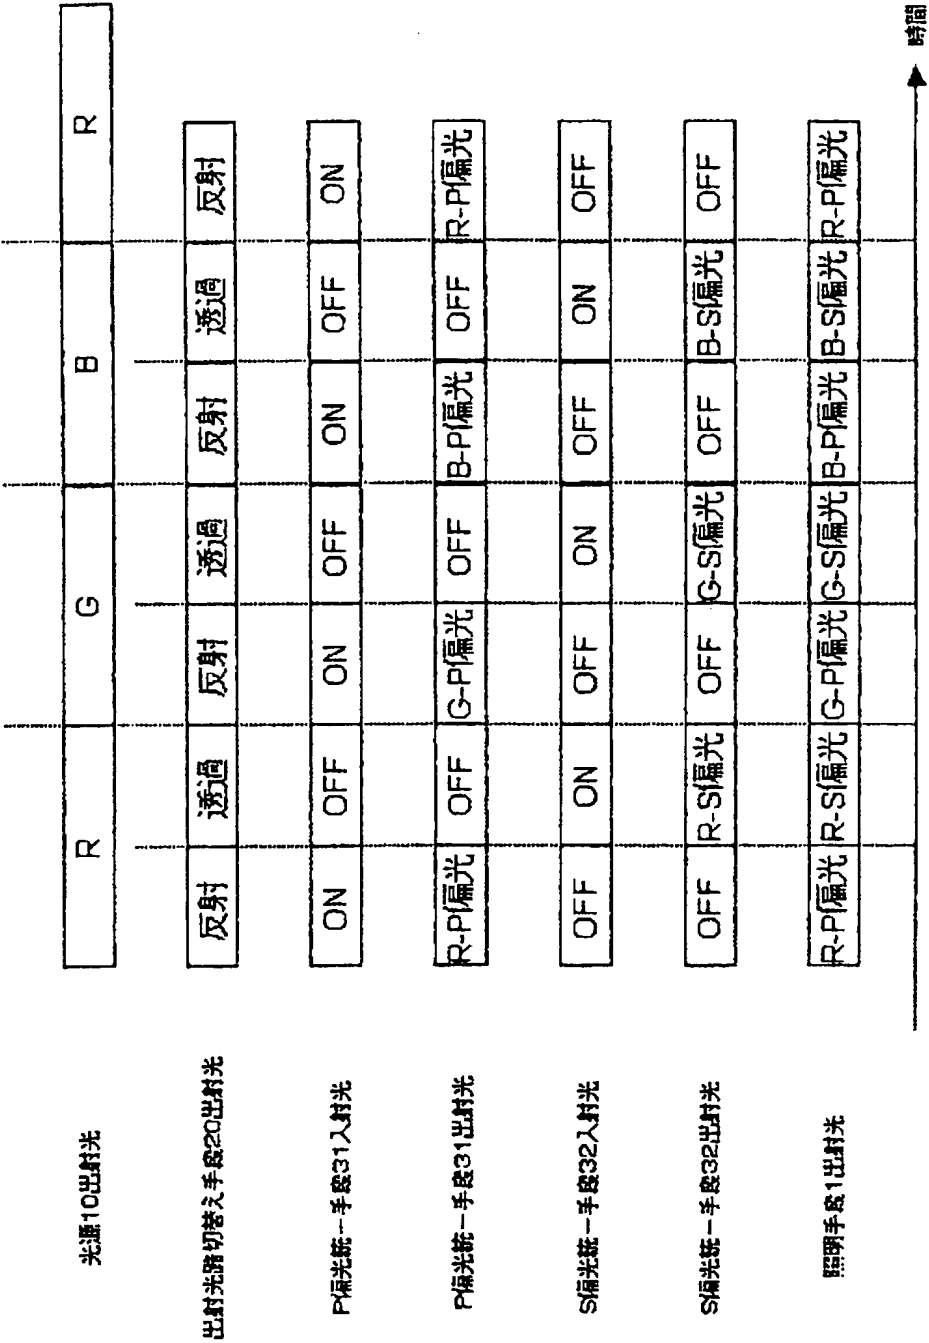 光源10出射光 R G B R
出射光路切替え手段20出射光 反射 透過 反射 透過 反射 透過 反射
P偏光統一手段31入射光 ON OFF ON OFF ON OFF ON
P偏光統一手段31出射光 R-P偏光 OFF G-P偏光 OFF B-P偏光 OFF R-P偏光
S偏光統一手段32入射光 OFF ON OFF ON OFF ON OFF
S偏光統一手段32出射光 OFF R-S偏光 OFF G-S偏光 OFF B-S偏光 OFF
照明手段1出射光 R-P偏光 R-S偏光 G-P偏光 G-S偏光 B-P偏光 B-S偏光 R-P偏光
時間